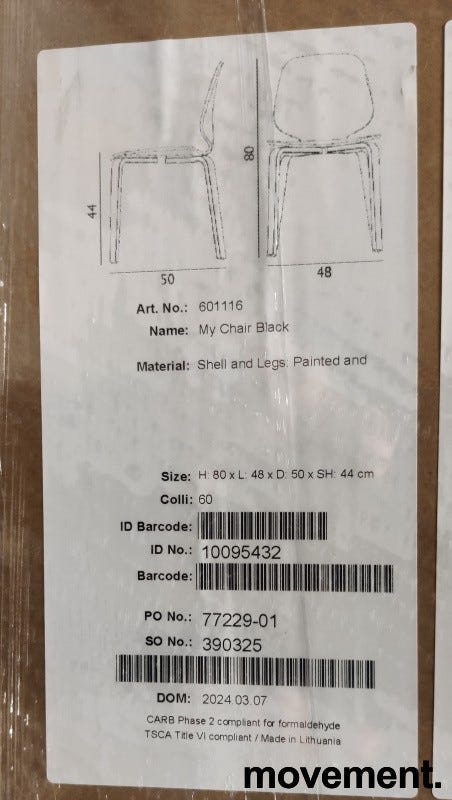 80
44
50
48
Art. No.: 601116
Name: My Chair Black
Material: Shell and Legs: Painted and
Size: H: 80 x L: 48 x D: 50 x SH: 44 cm
Colli: 60
ID Barcode:
ID No.: 10095432
Barcode:
PO No.: 77229-01
SO No.: 390325
DOM: 2024.03.07
CARB Phase 2 compliant for formaldehyde
TSCA Title VI compliant / Made in Lithuania
movement.